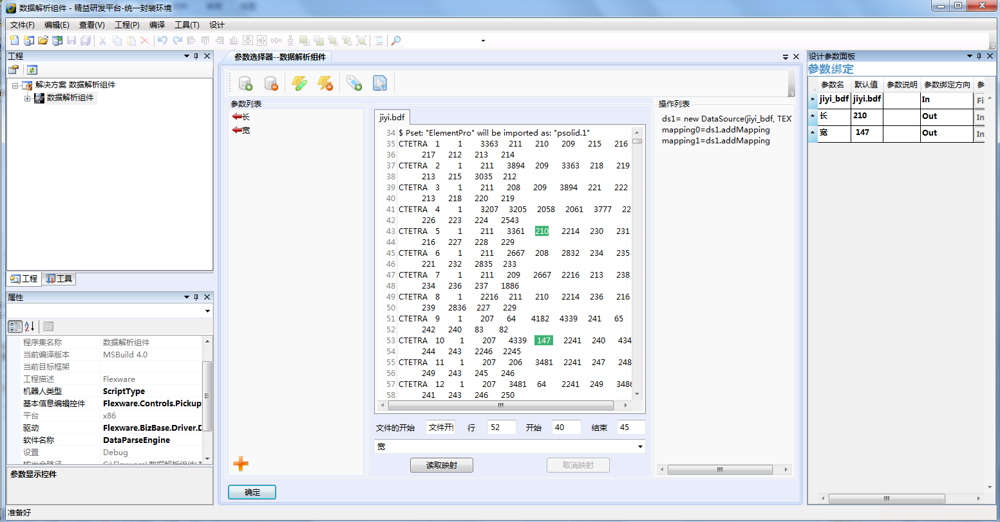 数据解析组件 - 精益研发平台-统一封装环境
文件(F) 编辑(E) 查看(V) 工程(P) 编译 工具(T) 设计
工程
解决方案 数据解析组件
数据解析组件
工程 工具
属性
程序集名称 数据解析组件
当前编译版本 MSBuild 4.0
当前目标框架
工程描述 Flexware
机器人类型 ScriptType
基本信息编辑控件 Flexware.Controls.Pickup
平台 x86
驱动 Flexware.BizBase.Driver.D
软件名称 DataParseEngine
设置 Debug
参数显示控件
准备好
参数选择器--数据解析组件
参数列表
长
宽
jiyi.bdf
34 $ Pset: "ElementPro" will be imported as: "psolid.1"
35 CTETRA 1 1 3363 211 210 209 215 216
36 217 212 213 214
37 CTETRA 2 1 211 3894 209 3363 218 219
38 213 215 3035 212
39 CTETRA 3 1 211 208 209 3894 221 222
40 213 218 220 219
41 CTETRA 4 1 3207 3205 2058 2061 3777 22
42 226 223 224 2543
43 CTETRA 5 1 211 3361 210 2214 230 231
44 216 227 228 229
45 CTETRA 6 1 211 2667 208 2832 234 235
46 221 232 2835 233
47 CTETRA 7 1 211 209 2667 2216 213 238
48 234 236 237 1886
49 CTETRA 8 1 2216 211 210 2214 236 216
50 239 2836 227 229
51 CTETRA 9 1 207 64 4182 4339 241 65
52 242 240 83 82
53 CTETRA 10 1 207 4339 147 2241 240 434
54 244 243 2246 2245
55 CTETRA 11 1 207 206 3481 2241 247 248
56 249 243 245 246
57 CTETRA 12 1 207 3481 64 2241 249 3486
58 241 243 246 250
文件的开始 文件开 行 52 开始 40 结束 45
宽
读取映射 取消映射
确定
操作列表
ds1= new DataSource(jiyi_bdf, TEX
mapping0=ds1.addMapping
mapping1=ds1.addMapping
设计参数面板
参数绑定
参数名 默认值 参数说明 参数绑定方向 参
* jiyi_bdf jiyi.bdf In Fi
* 长 210 Out In
* 宽 147 Out In